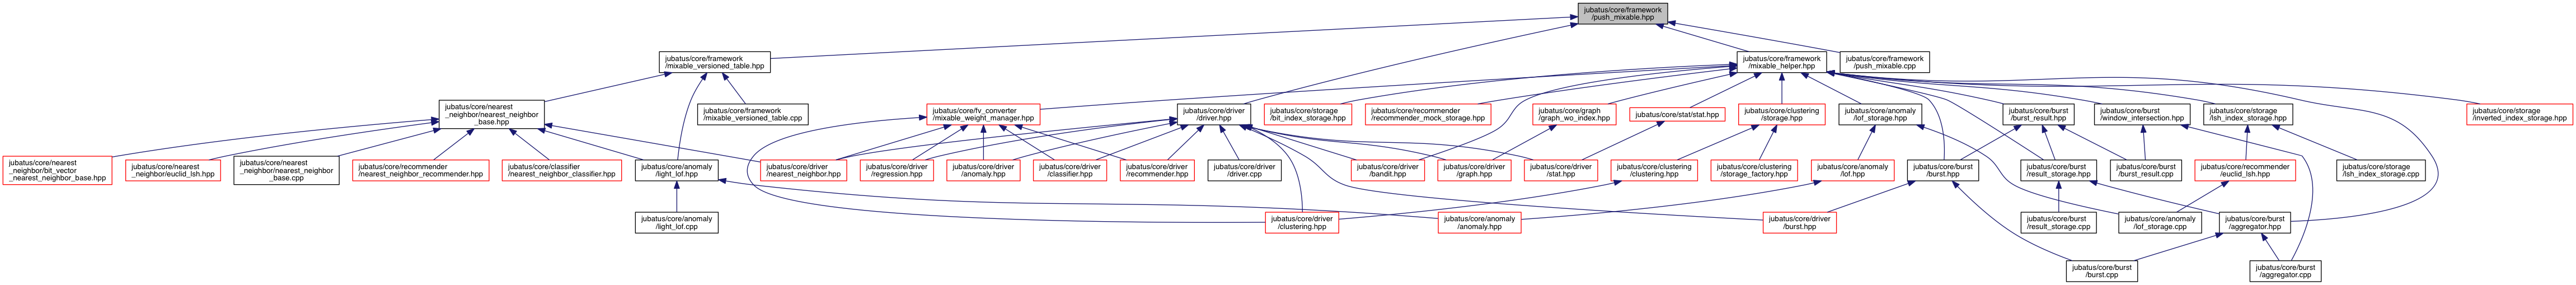 jubatus/core/framework
/push_mixable.hpp
jubatus/core/framework
/mixable_versioned_table.hpp
jubatus/core/framework
/mixable_helper.hpp
jubatus/core/framework
/push_mixable.cpp
jubatus/core/nearest
_neighbor/nearest_neighbor
_base.hpp
jubatus/core/framework
/mixable_versioned_table.cpp
jubatus/core/fv_converter
/mixable_weight_manager.hpp
jubatus/core/driver
/driver.hpp
jubatus/core/storage
/bit_index_storage.hpp
jubatus/core/recommender
/recommender_mock_storage.hpp
jubatus/core/graph
/graph_wo_index.hpp
jubatus/core/stat/stat.hpp
jubatus/core/clustering
/storage.hpp
jubatus/core/anomaly
/lof_storage.hpp
jubatus/core/burst
/burst_result.hpp
jubatus/core/burst
/window_intersection.hpp
jubatus/core/storage
/lsh_index_storage.hpp
jubatus/core/storage
/inverted_index_storage.hpp
jubatus/core/nearest
_neighbor/bit_vector
_nearest_neighbor_base.hpp
jubatus/core/nearest
_neighbor/euclid_lsh.hpp
jubatus/core/nearest
_neighbor/nearest_neighbor
_base.cpp
jubatus/core/recommender
/nearest_neighbor_recommender.hpp
jubatus/core/classifier
/nearest_neighbor_classifier.hpp
jubatus/core/anomaly
/light_lof.hpp
jubatus/core/driver
/nearest_neighbor.hpp
jubatus/core/driver
/regression.hpp
jubatus/core/driver
/anomaly.hpp
jubatus/core/driver
/classifier.hpp
jubatus/core/driver
/recommender.hpp
jubatus/core/driver
/driver.cpp
jubatus/core/driver
/bandit.hpp
jubatus/core/driver
/graph.hpp
jubatus/core/driver
/stat.hpp
jubatus/core/clustering
/clustering.hpp
jubatus/core/clustering
/storage_factory.hpp
jubatus/core/anomaly
/lof.hpp
jubatus/core/burst
/burst.hpp
jubatus/core/burst
/result_storage.hpp
jubatus/core/burst
/burst_result.cpp
jubatus/core/recommender
/euclid_lsh.hpp
jubatus/core/storage
/lsh_index_storage.cpp
jubatus/core/anomaly
/light_lof.cpp
jubatus/core/driver
/clustering.hpp
jubatus/core/anomaly
/anomaly.hpp
jubatus/core/driver
/burst.hpp
jubatus/core/burst
/result_storage.cpp
jubatus/core/anomaly
/lof_storage.cpp
jubatus/core/burst
/aggregator.hpp
jubatus/core/burst
/burst.cpp
jubatus/core/burst
/aggregator.cpp